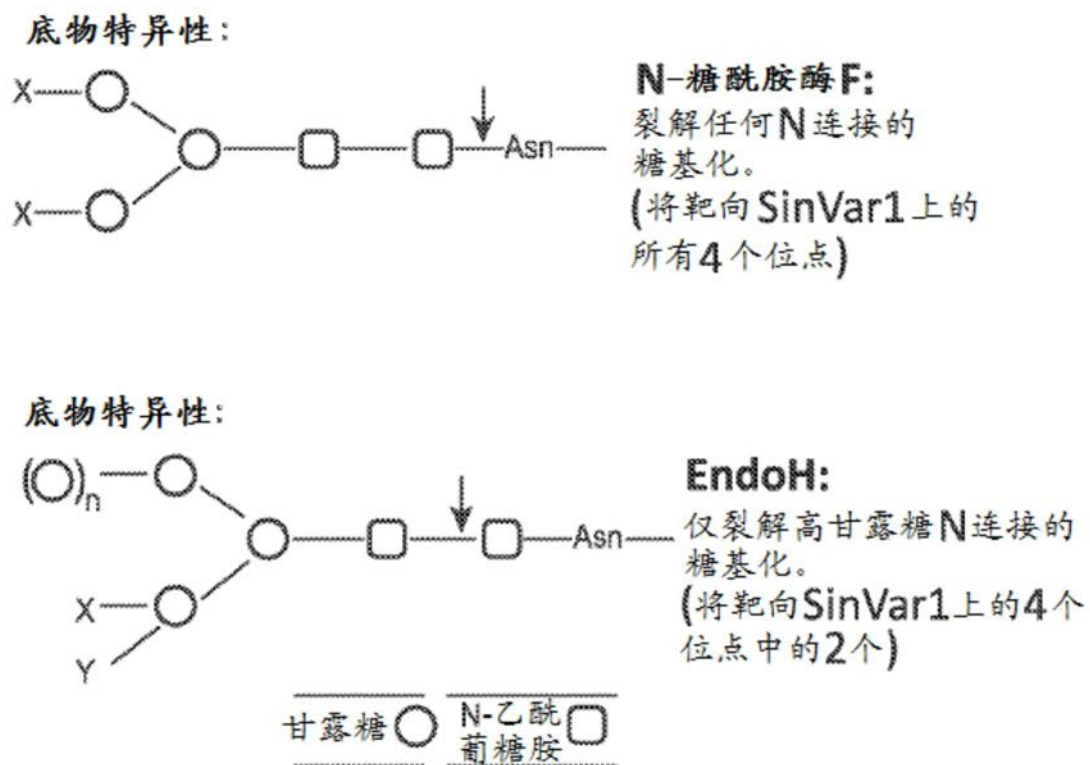 底物特异性:
X
X
Asn
N-糖酰胺酶F:
裂解任何N连接的
糖基化。
(将靶向SinVar1上的
所有4个位点)
底物特异性:
( )n
X
Y
Asn
EndoH:
仅裂解高甘露糖N连接的
糖基化。
(将靶向SinVar1上的4个
位点中的2个)
甘露糖
N-乙酰
葡糖胺